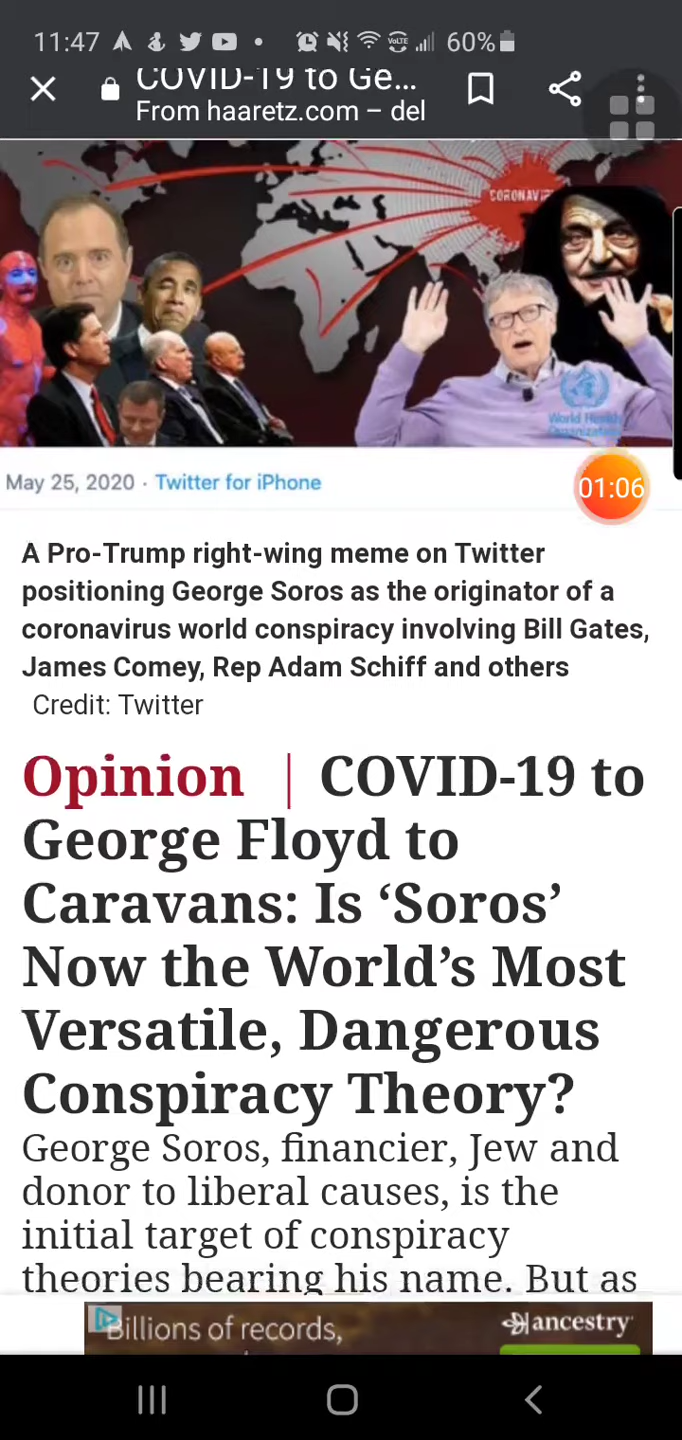 11:47
VoLTE
60%
COVID-19 to Ge...
From haaretz.com – del
World Health
Organization
May 25, 2020 · Twitter for iPhone
01:06
A Pro-Trump right-wing meme on Twitter
positioning George Soros as the originator of a
coronavirus world conspiracy involving Bill Gates,
James Comey, Rep Adam Schiff and others
Credit: Twitter
Opinion | COVID-19 to
George Floyd to
Caravans: Is ‘Soros’
Now the World’s Most
Versatile, Dangerous
Conspiracy Theory?
George Soros, financier, Jew and
donor to liberal causes, is the
initial target of conspiracy
theories bearing his name. But as
Billions of records,
ancestry